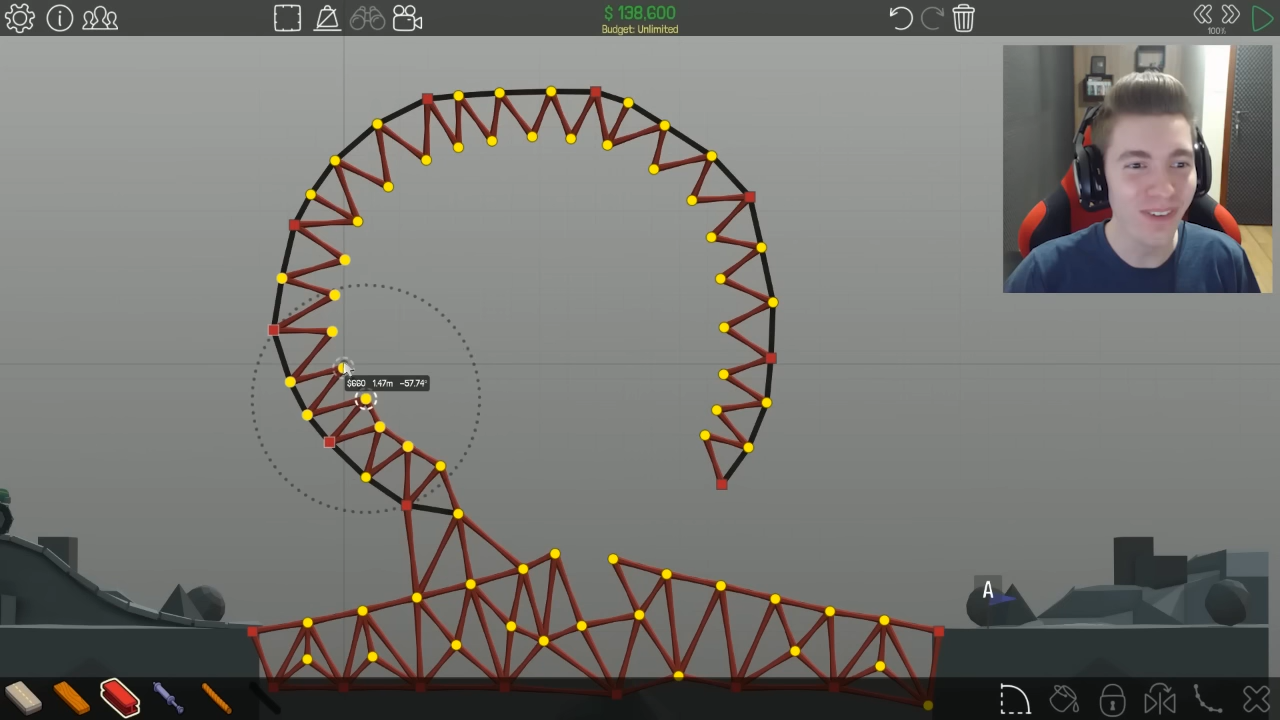 $ 138,600
Budget: Unlimited
100%
$660 1.47m -57.74°
A